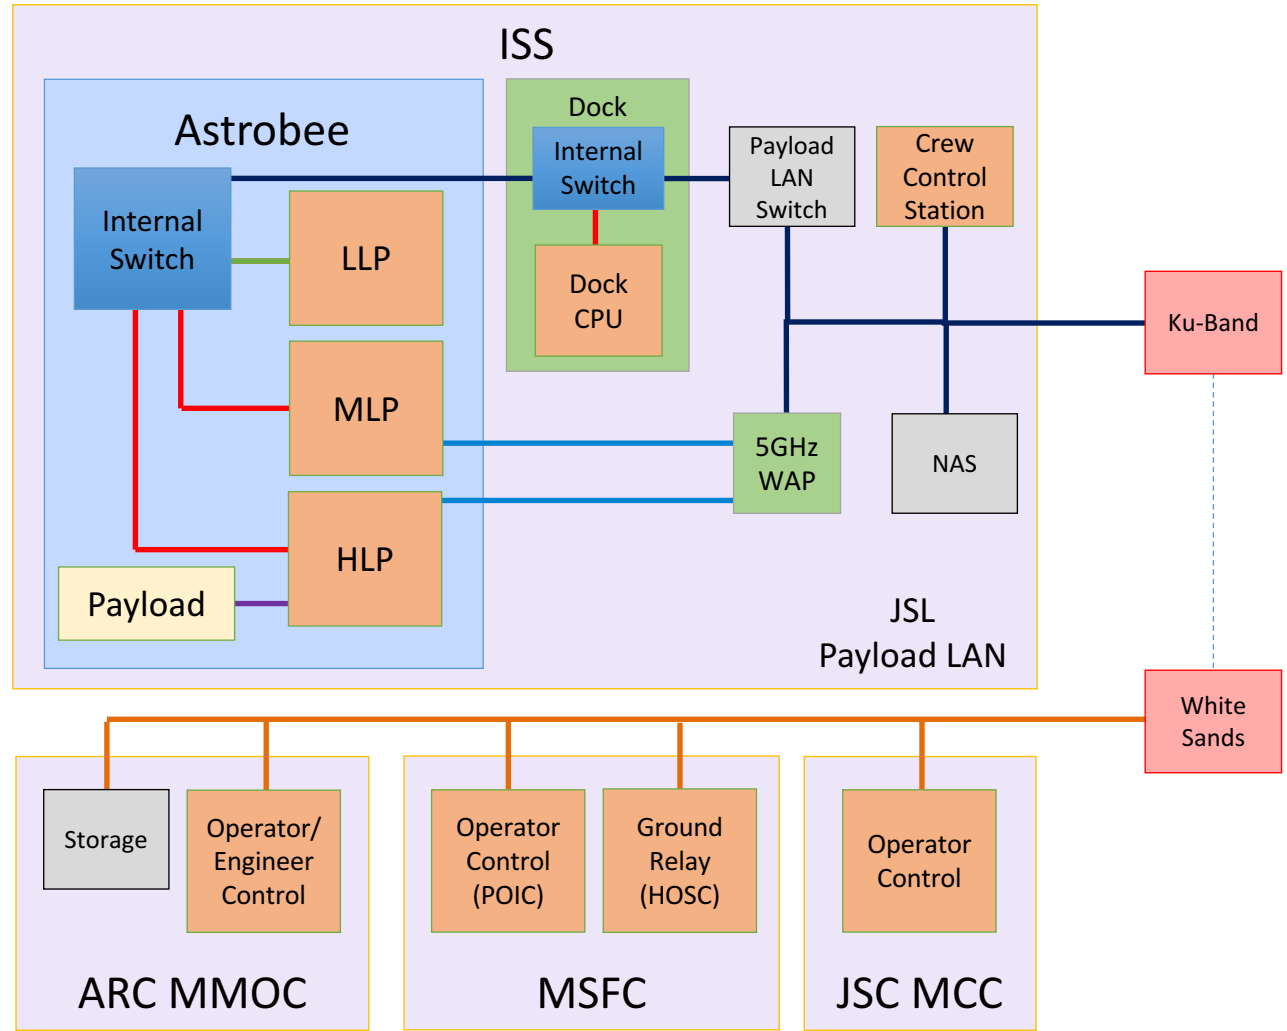 ISS
Astrobee
Internal
Switch
LLP
MLP
HLP
Payload
Dock
Internal
Switch
Dock
CPU
Payload
LAN
Switch
Crew
Control
Station
5GHz
WAP
NAS
JSL
Payload LAN
Ku-Band
White
Sands
Storage
Operator/
Engineer
Control
ARC MMOC
Operator
Control
(POIC)
Ground
Relay
(HOSC)
MSFC
Operator
Control
JSC MCC